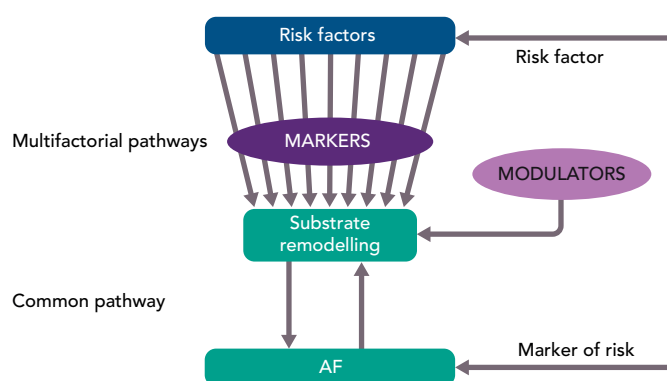 Risk factors
Risk factor
Multifactorial pathways
MARKERS
MODULATORS
Substrate
remodelling
Common pathway
Marker of risk
AF